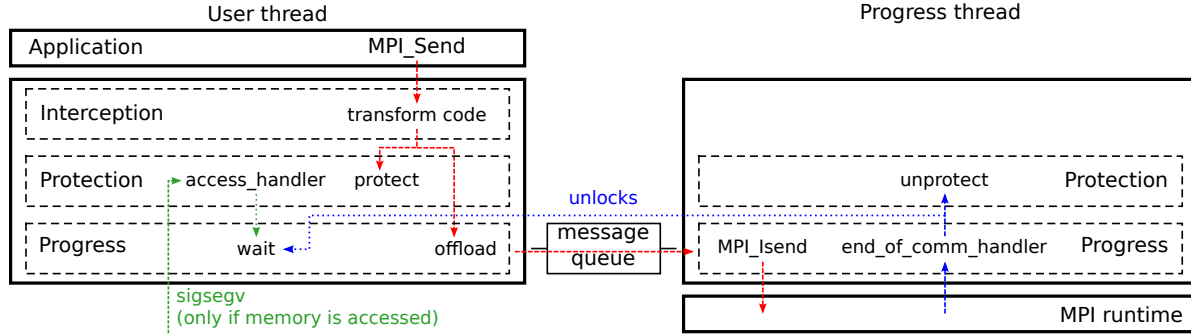 User thread
Progress thread
Application
MPI_Send
Interception
transform code
Protection
access_handler
protect
unprotect
Protection
unlocks
Progress
wait
offload
message
queue
MPI_Isend
end_of_comm_handler
Progress
sigsegv
(only if memory is accessed)
MPI runtime